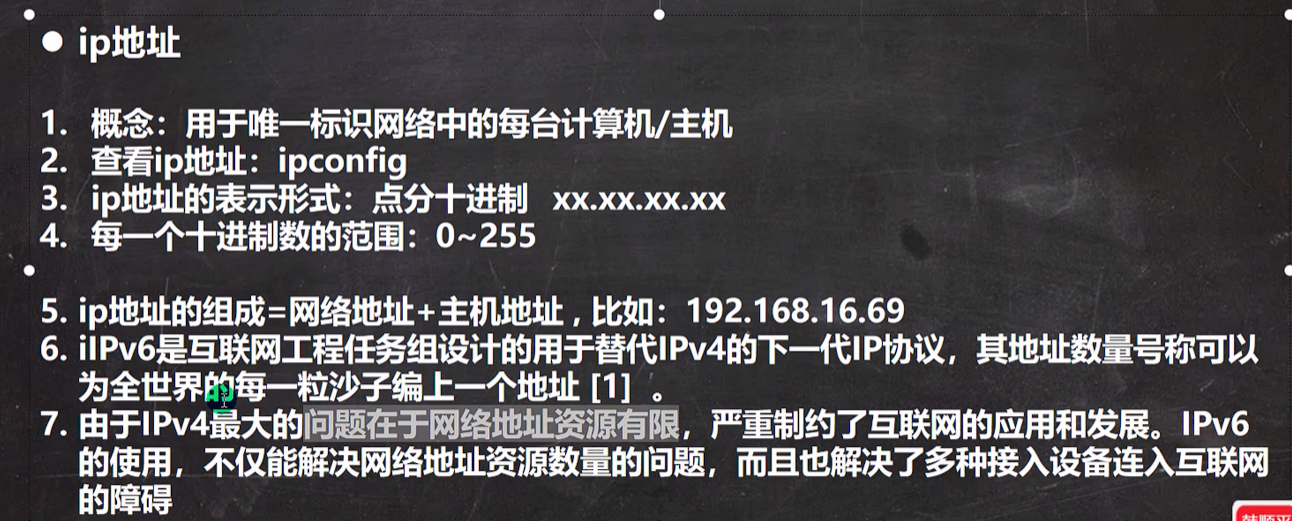 ● ip地址
1. 概念：用于唯一标识网络中的每台计算机/主机
2. 查看ip地址：ipconfig
3. ip地址的表示形式：点分十进制 xx.xx.xx.xx
4. 每一个十进制数的范围：0~255
5. ip地址的组成=网络地址+主机地址，比如：192.168.16.69
6. iIPv6是互联网工程任务组设计的用于替代IPv4的下一代IP协议，其地址数量号称可以
为全世界的每一粒沙子编上一个地址 [1] 。
7. 由于IPv4最大的问题在于网络地址资源有限，严重制约了互联网的应用和发展。IPv6
的使用，不仅能解决网络地址资源数量的问题，而且也解决了多种接入设备连入互联网
的障碍